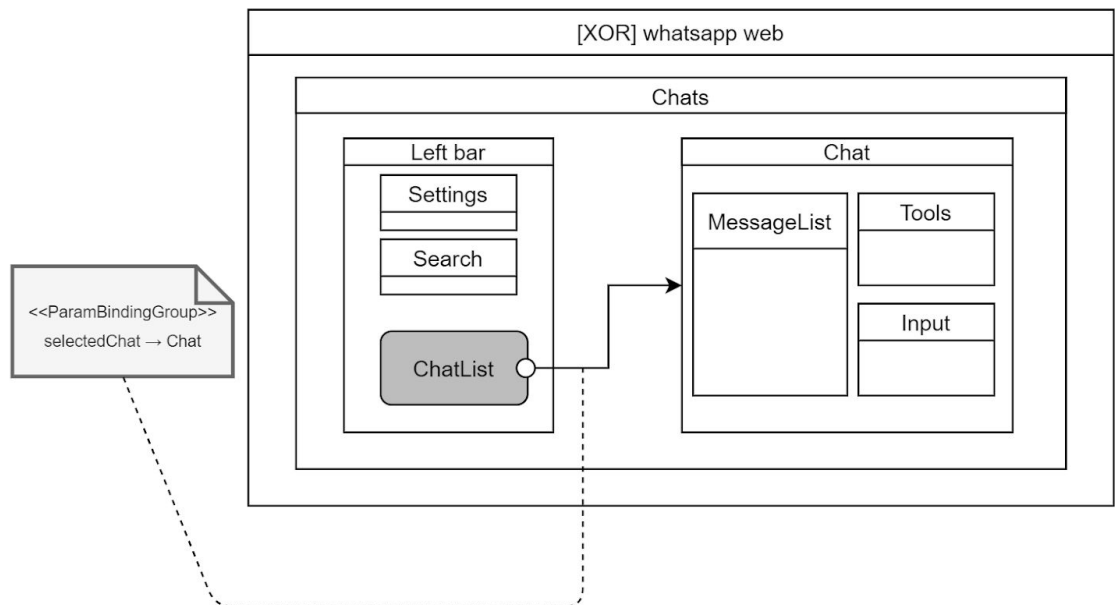 [XOR] whatsapp web
Chats
Left bar
Settings
Search
ChatList
Chat
MessageList
Tools
Input
<<ParamBindingGroup>>
selectedChat → Chat